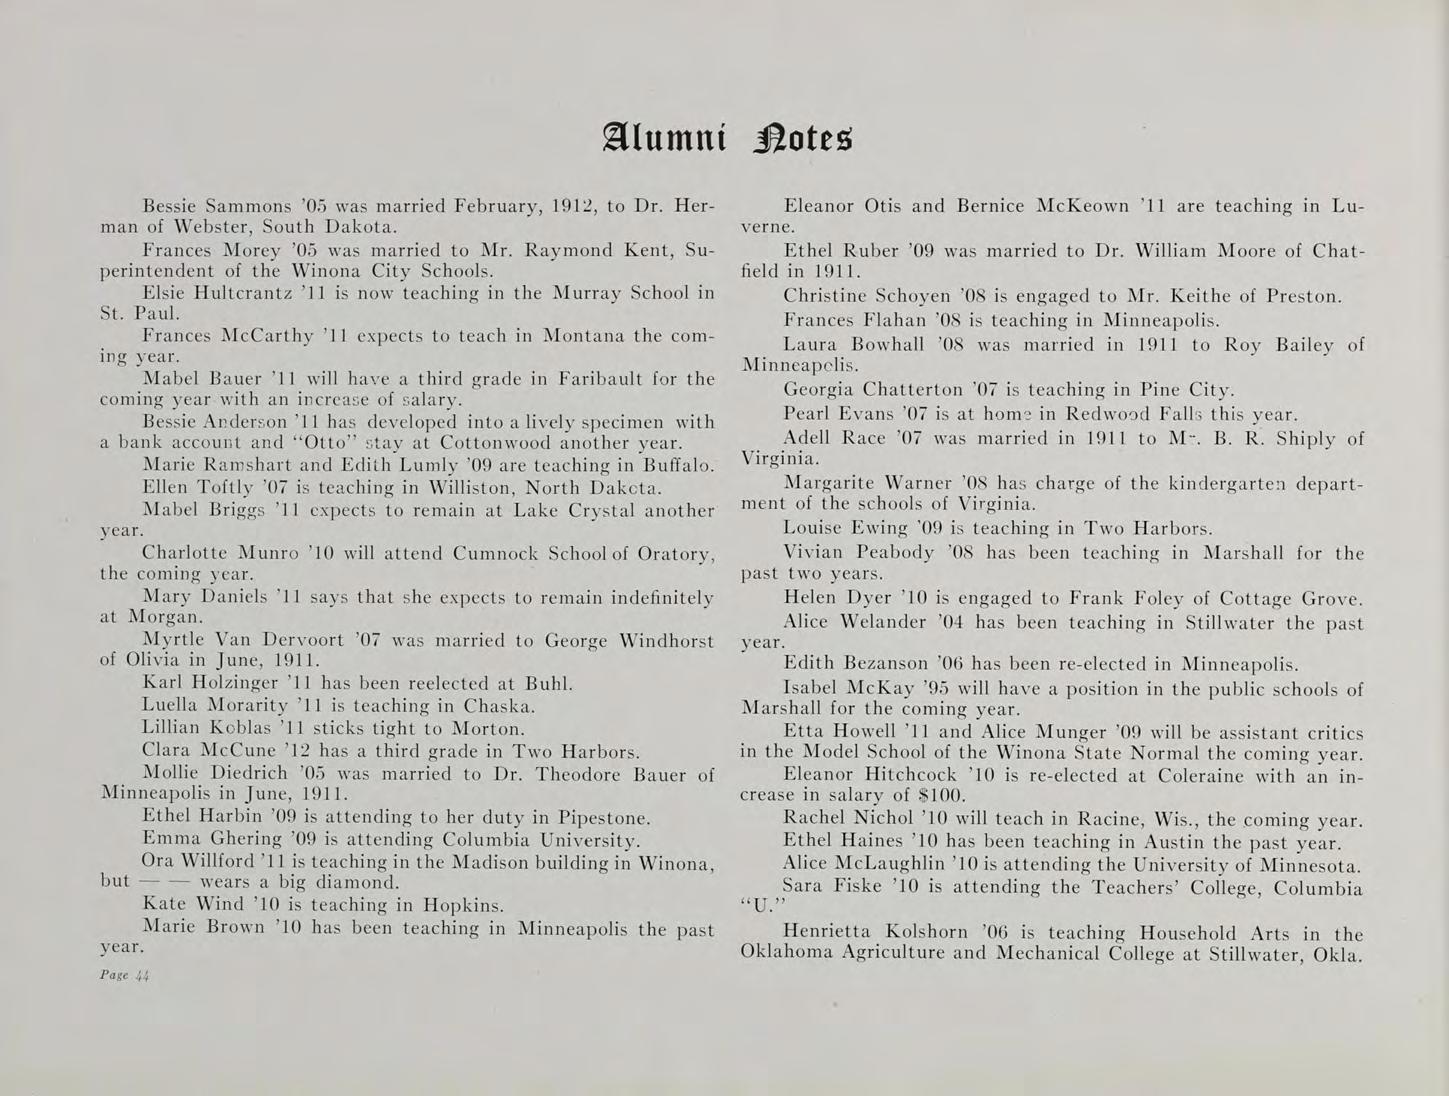 Alumni Notes
Bessie Sammons '05 was married February, 1912, to Dr. Her-
man of Webster, South Dakota.
Frances Morey '05 was married to Mr. Raymond Kent, Su-
perintendent of the Winona City Schools.
Elsie Hultcrantz '11 is now teaching in the Murray School in
St. Paul.
Frances McCarthy '11 expects to teach in Montana the com-
ing year.
Mabel Bauer '11 will have a third grade in Faribault for the
coming year with an increase of salary.
Bessie Anderson '11 has developed into a lively specimen with
a bank account and "Otto" stay at Cottonwood another year.
Marie Ramshart and Edith Lumly '09 are teaching in Buffalo.
Ellen Toftly '07 is teaching in Williston, North Dakota.
Mabel Briggs '11 expects to remain at Lake Crystal another
year.
Charlotte Munro '10 will attend Cumnock School of Oratory,
the coming year.
Mary Daniels '11 says that she expects to remain indefinitely
at Morgan.
Myrtle Van Dervoort '07 was married to George Windhorst
of Olivia in June, 1911.
Karl Holzinger '11 has been reelected at Buhl.
Luella Morarity '11 is teaching in Chaska.
Lillian Koblas '11 sticks tight to Morton.
Clara McCune '12 has a third grade in Two Harbors.
Mollie Diedrich '05 was married to Dr. Theodore Bauer of
Minneapolis in June, 1911.
Ethel Harbin '09 is attending to her duty in Pipestone.
Emma Ghering '09 is attending Columbia University.
Ora Willford '11 is teaching in the Madison building in Winona,
but — — wears a big diamond.
Kate Wind '10 is teaching in Hopkins.
Marie Brown '10 has been teaching in Minneapolis the past
year.
Page 44
Eleanor Otis and Bernice McKeown '11 are teaching in Lu-
verne.
Ethel Ruber '09 was married to Dr. William Moore of Chat-
field in 1911.
Christine Schoyen '08 is engaged to Mr. Keithe of Preston.
Frances Flahan '08 is teaching in Minneapolis.
Laura Bowhall '08 was married in 1911 to Roy Bailey of
Minneapolis.
Georgia Chatterton '07 is teaching in Pine City.
Pearl Evans '07 is at home in Redwood Falls this year.
Adell Race '07 was married in 1911 to Mr. B. R. Shiply of
Virginia.
Margarite Warner '08 has charge of the kindergarten depart-
ment of the schools of Virginia.
Louise Ewing '09 is teaching in Two Harbors.
Vivian Peabody '08 has been teaching in Marshall for the
past two years.
Helen Dyer '10 is engaged to Frank Foley of Cottage Grove.
Alice Welander '04 has been teaching in Stillwater the past
year.
Edith Bezanson '06 has been re-elected in Minneapolis.
Isabel McKay '95 will have a position in the public schools of
Marshall for the coming year.
Etta Howell '11 and Alice Munger '09 will be assistant critics
in the Model School of the Winona State Normal the coming year.
Eleanor Hitchcock '10 is re-elected at Coleraine with an in-
crease in salary of $100.
Rachel Nichol '10 will teach in Racine, Wis., the coming year.
Ethel Haines '10 has been teaching in Austin the past year.
Alice McLaughlin '10 is attending the University of Minnesota.
Sara Fiske '10 is attending the Teachers' College, Columbia
"U."
Henrietta Kolshorn '06 is teaching Household Arts in the
Oklahoma Agriculture and Mechanical College at Stillwater, Okla.